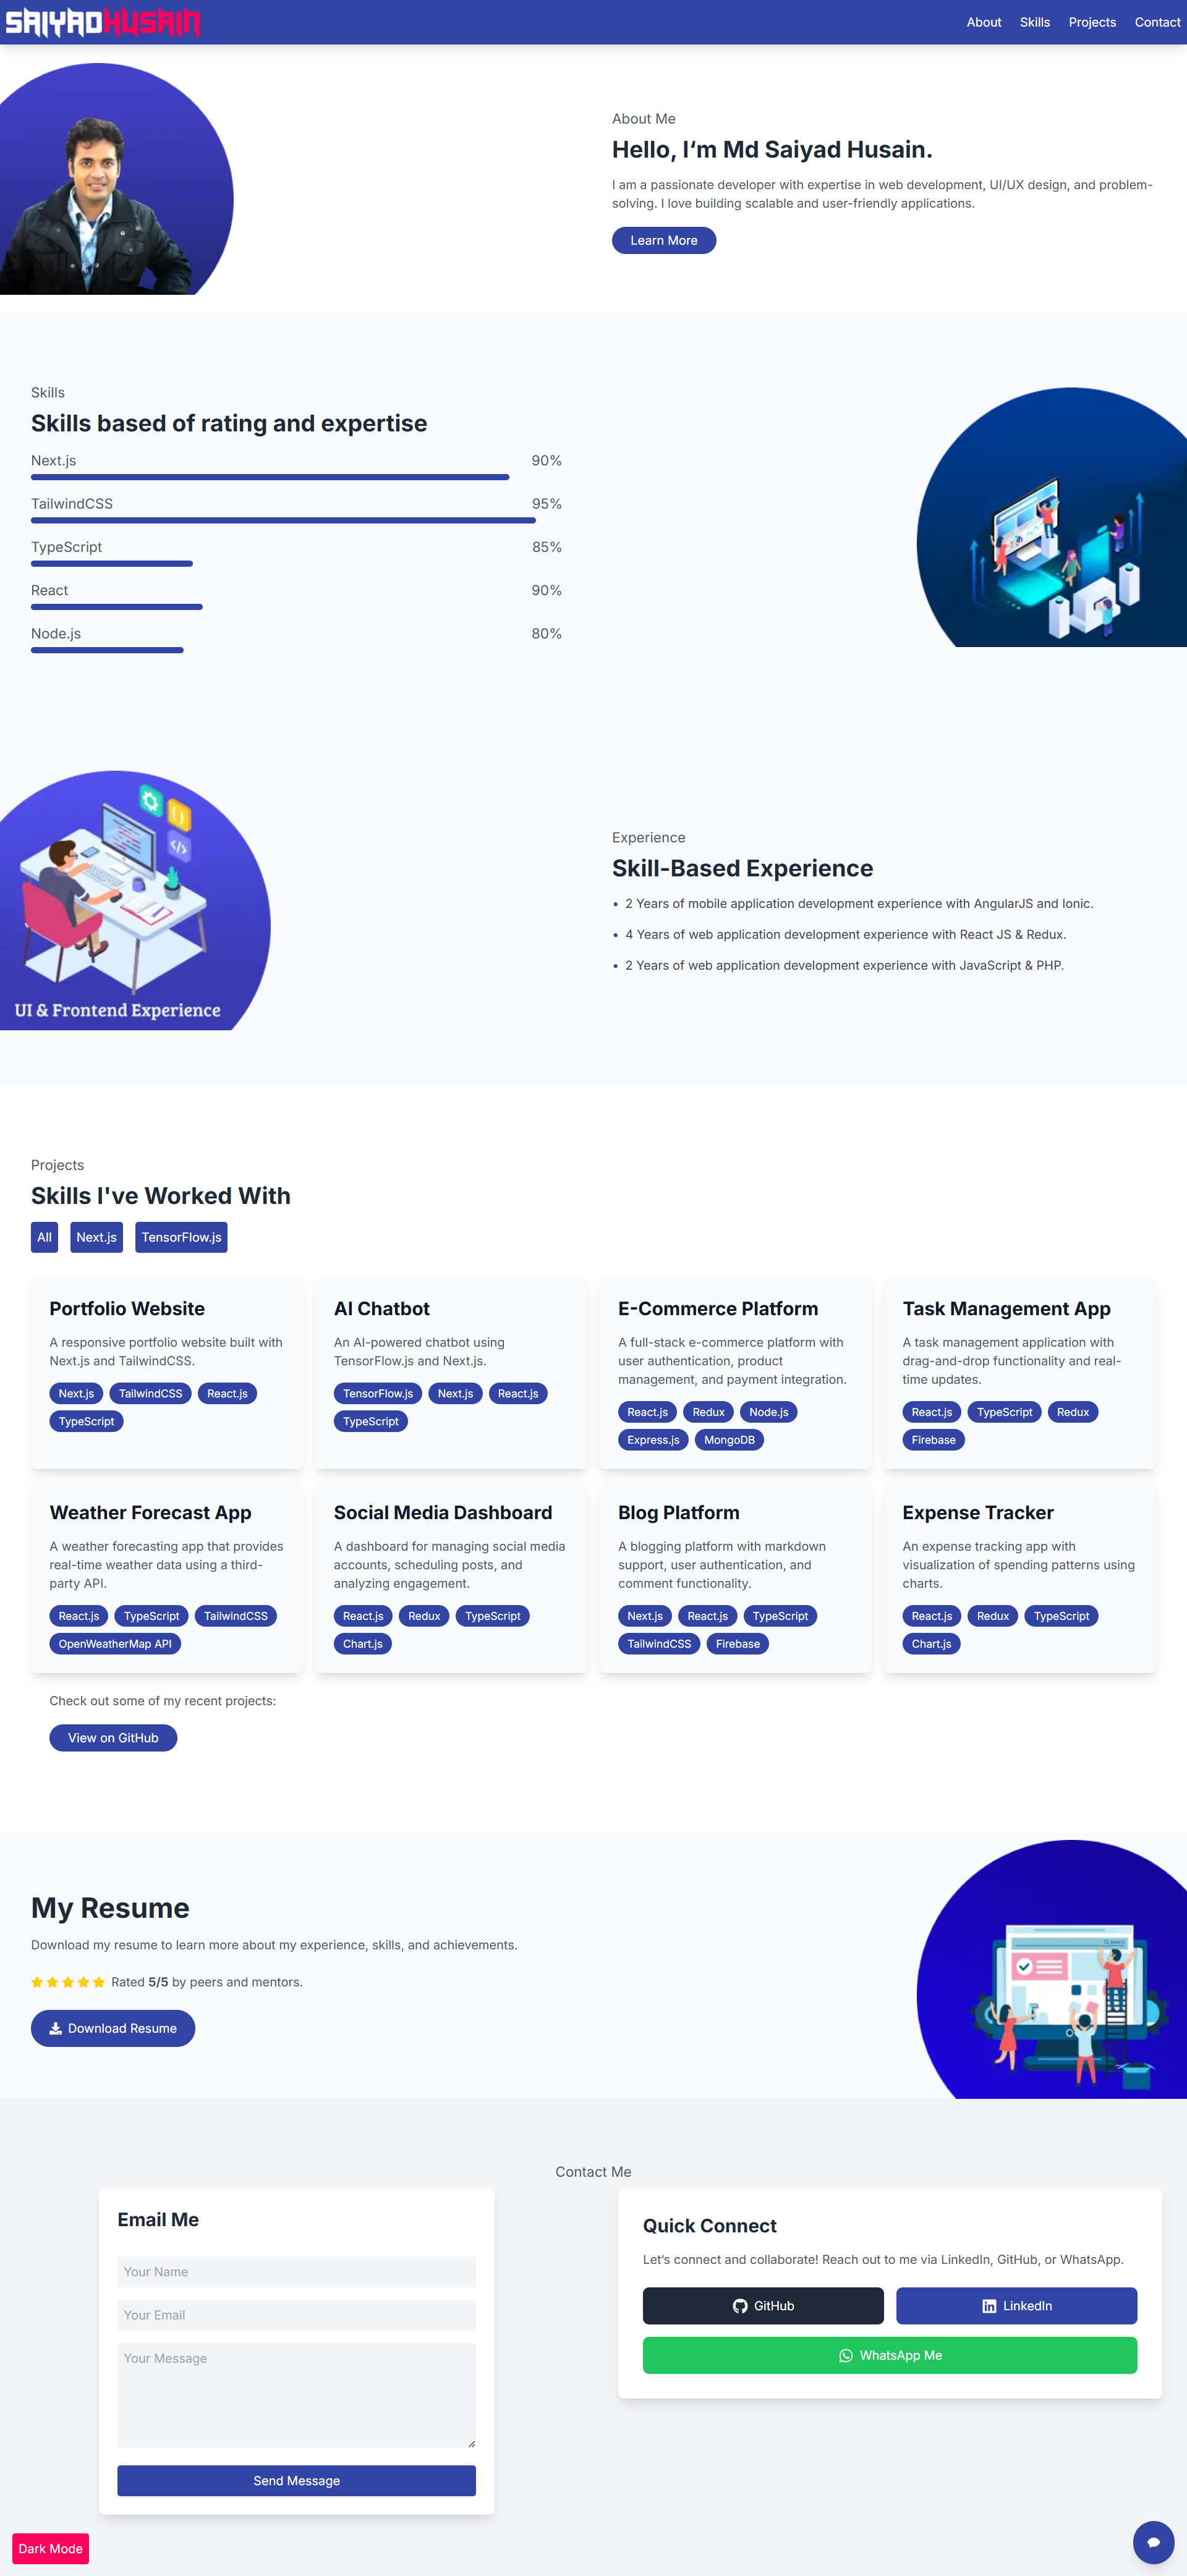 SAIYADHUSAIN
About Skills Projects Contact
About Me
Hello, I‘m Md Saiyad Husain.
I am a passionate developer with expertise in web development, UI/UX design, and problem-
solving. I love building scalable and user-friendly applications.
Learn More
Skills
Skills based of rating and expertise
Next.js 90%
TailwindCSS 95%
TypeScript 85%
React 90%
Node.js 80%
UI & Frontend Experience
Experience
Skill-Based Experience
• 2 Years of mobile application development experience with AngularJS and Ionic.
• 4 Years of web application development experience with React JS & Redux.
• 2 Years of web application development experience with JavaScript & PHP.
Projects
Skills I've Worked With
All Next.js TensorFlow.js
Portfolio Website
A responsive portfolio website built with
Next.js and TailwindCSS.
Next.js TailwindCSS React.js
TypeScript
AI Chatbot
An AI-powered chatbot using
TensorFlow.js and Next.js.
TensorFlow.js Next.js React.js
TypeScript
E-Commerce Platform
A full-stack e-commerce platform with
user authentication, product
management, and payment integration.
React.js Redux Node.js
Express.js MongoDB
Task Management App
A task management application with
drag-and-drop functionality and real-
time updates.
React.js TypeScript Redux
Firebase
Weather Forecast App
A weather forecasting app that provides
real-time weather data using a third-
party API.
React.js TypeScript TailwindCSS
OpenWeatherMap API
Social Media Dashboard
A dashboard for managing social media
accounts, scheduling posts, and
analyzing engagement.
React.js Redux TypeScript
Chart.js
Blog Platform
A blogging platform with markdown
support, user authentication, and
comment functionality.
Next.js React.js TypeScript
TailwindCSS Firebase
Expense Tracker
An expense tracking app with
visualization of spending patterns using
charts.
React.js Redux TypeScript
Chart.js
Check out some of my recent projects:
View on GitHub
My Resume
Download my resume to learn more about my experience, skills, and achievements.
Rated 5/5 by peers and mentors.
Download Resume
Contact Me
Email Me
Your Name
Your Email
Your Message
Send Message
Quick Connect
Let’s connect and collaborate! Reach out to me via LinkedIn, GitHub, or WhatsApp.
GitHub
LinkedIn
WhatsApp Me
Dark Mode